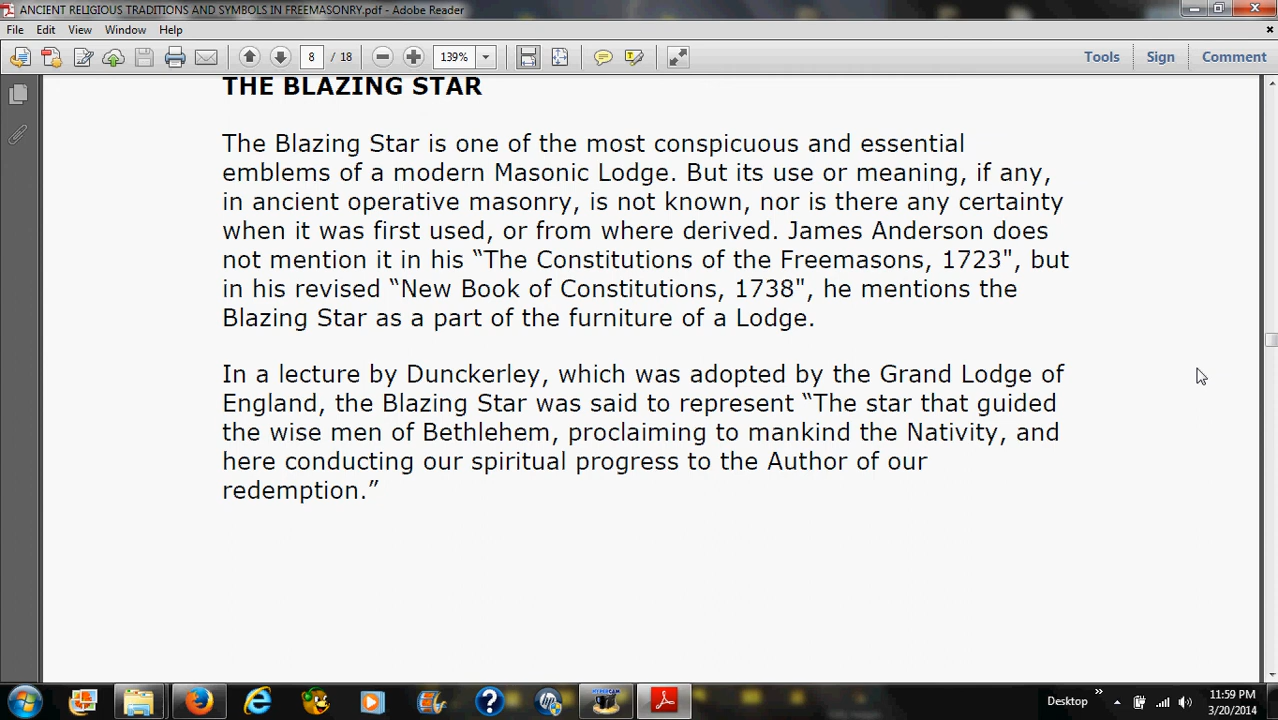 ANCIENT RELIGIOUS TRADITIONS AND SYMBOLS IN FREEMASONRY.pdf - Adobe Reader
File Edit View Window Help
8 / 18 139% Tools Sign Comment
THE BLAZING STAR
The Blazing Star is one of the most conspicuous and essential
emblems of a modern Masonic Lodge. But its use or meaning, if any,
in ancient operative masonry, is not known, nor is there any certainty
when it was first used, or from where derived. James Anderson does
not mention it in his “The Constitutions of the Freemasons, 1723", but
in his revised “New Book of Constitutions, 1738", he mentions the
Blazing Star as a part of the furniture of a Lodge.
In a lecture by Dunckerley, which was adopted by the Grand Lodge of
England, the Blazing Star was said to represent “The star that guided
the wise men of Bethlehem, proclaiming to mankind the Nativity, and
here conducting our spiritual progress to the Author of our
redemption.”
Desktop » 11:59 PM
3/20/2014